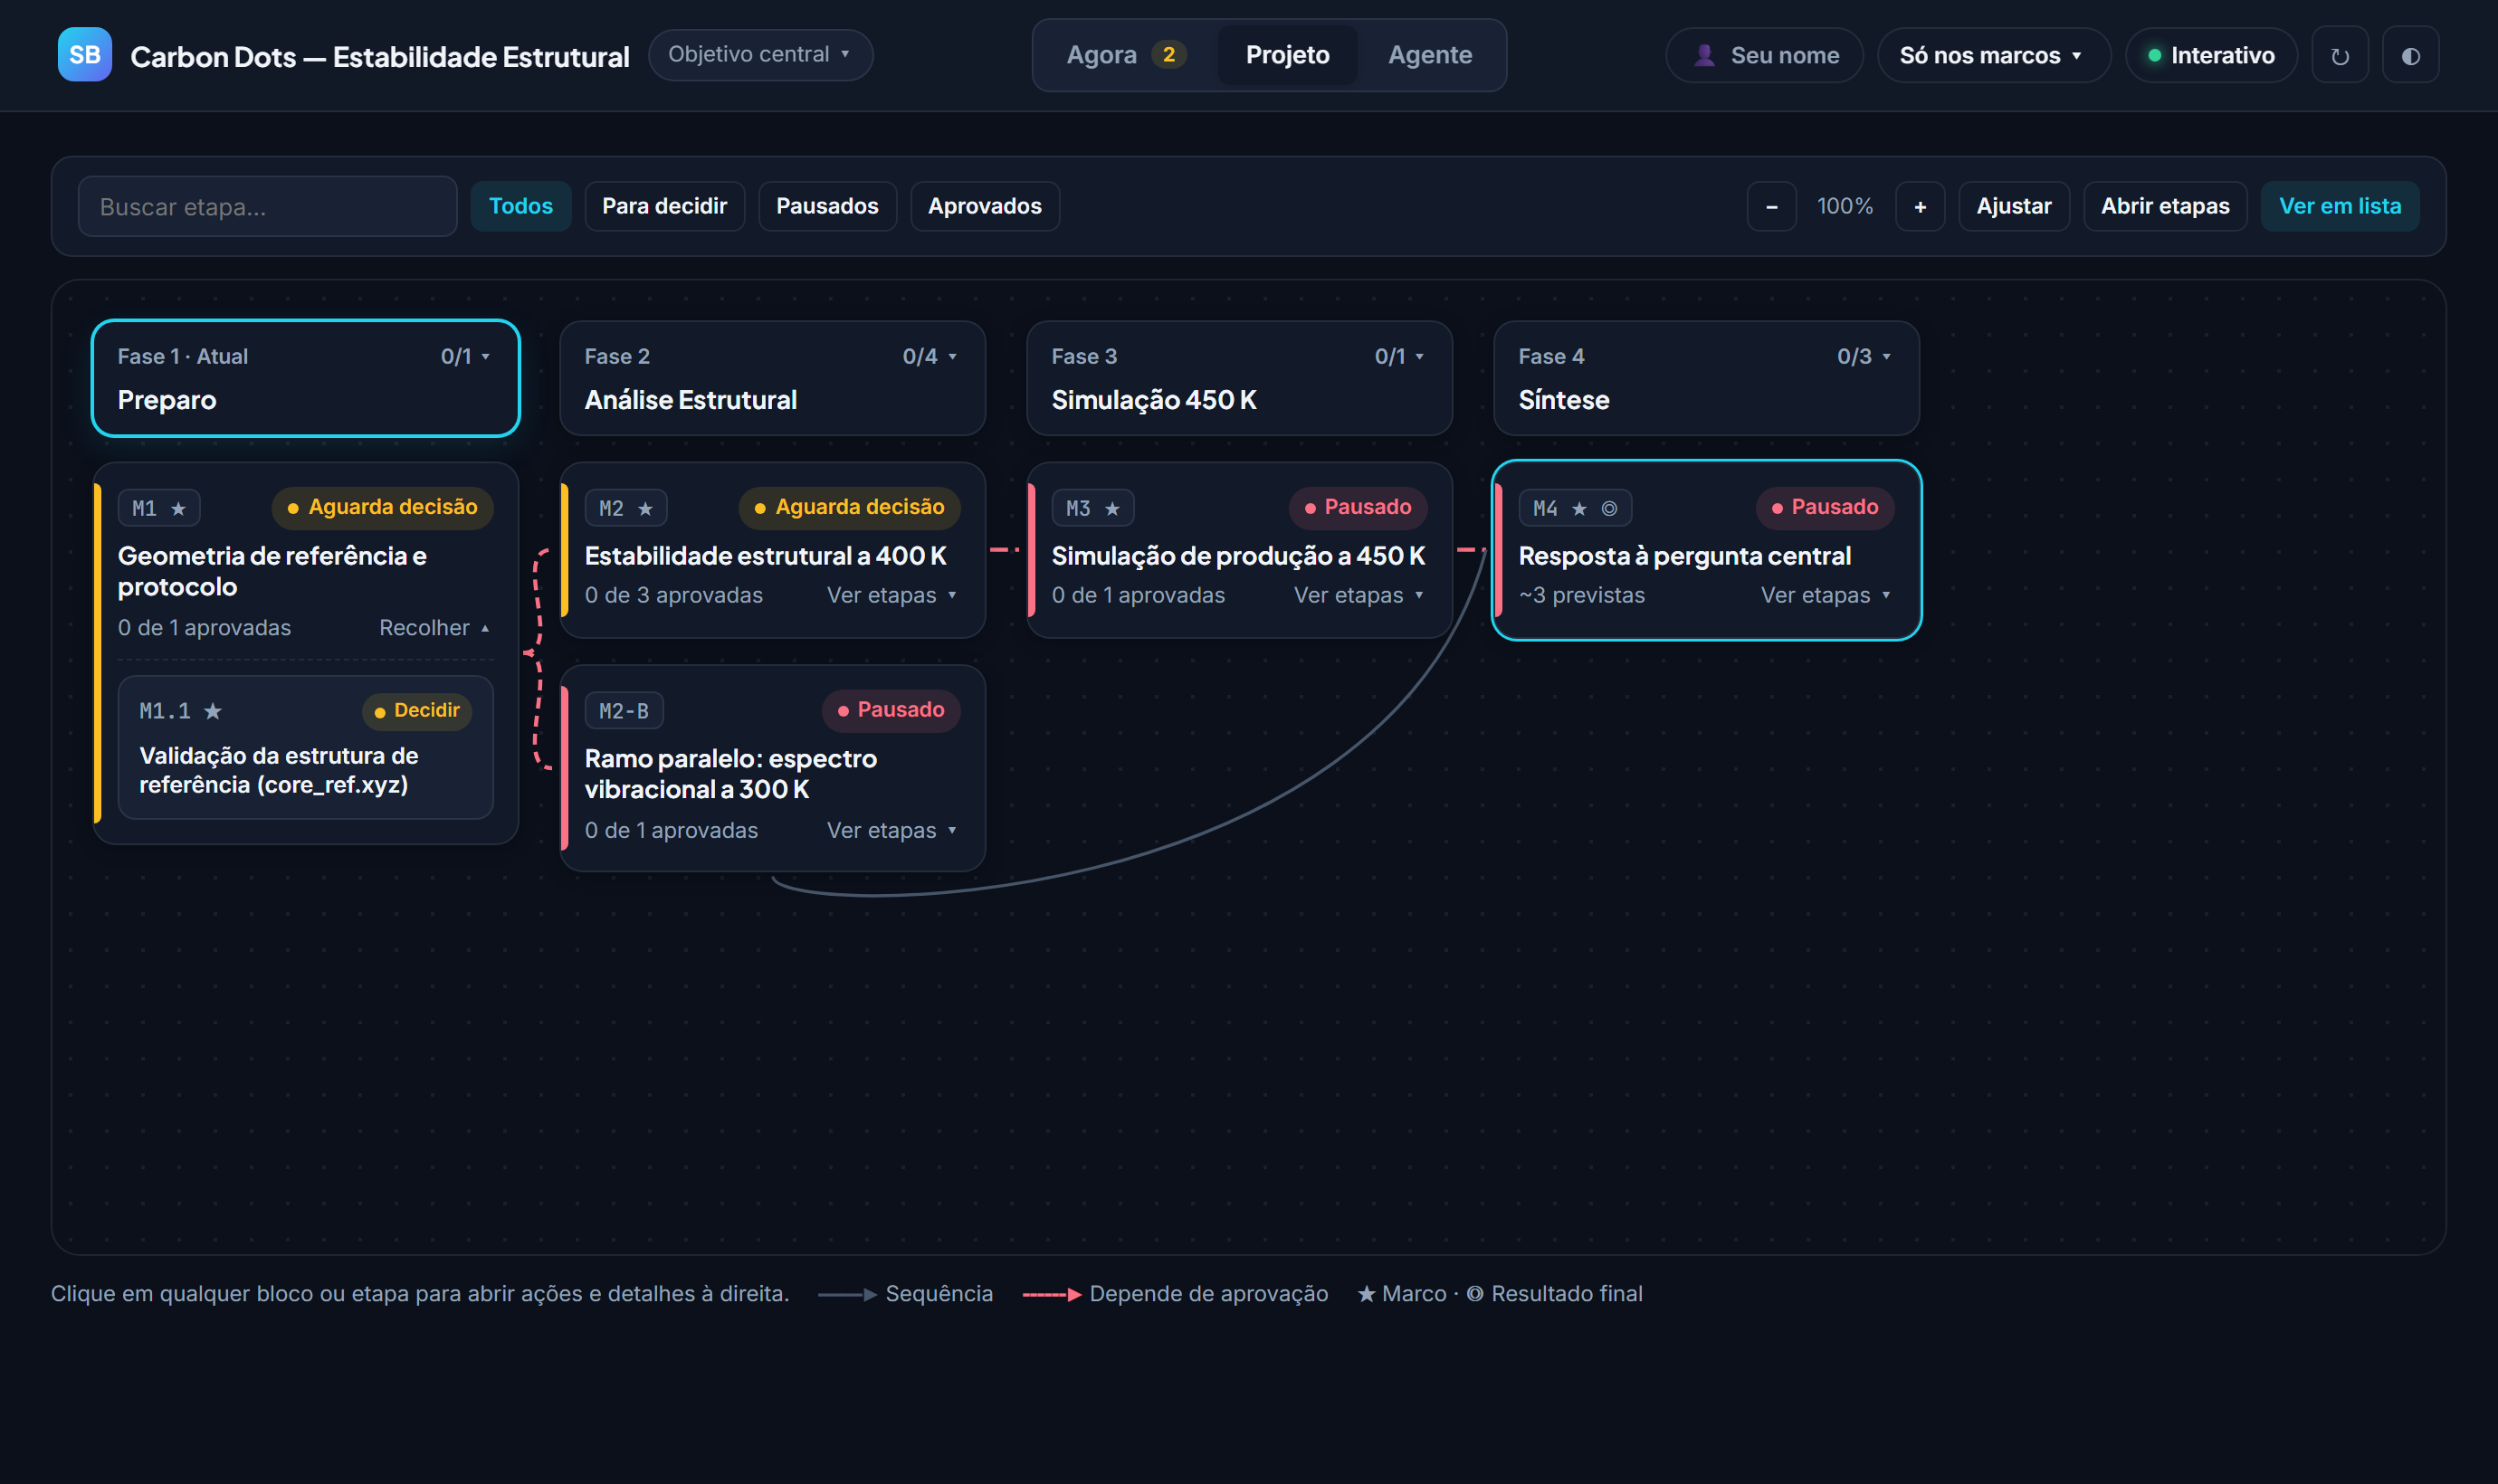 SB
Carbon Dots — Estabilidade Estrutural
Objetivo central ▾
Agora 2
Projeto
Agente
Seu nome
Só nos marcos ▾
Interativo
Buscar etapa...
Todos
Para decidir
Pausados
Aprovados
−
100%
+
Ajustar
Abrir etapas
Ver em lista
Fase 1 · Atual
0/1 ▾
Preparo
M1 ★
Aguarda decisão
Geometria de referência e
protocolo
0 de 1 aprovadas
Recolher ▴
M1.1 ★
Decidir
Validação da estrutura de
referência (core_ref.xyz)
Fase 2
0/4 ▾
Análise Estrutural
M2 ★
Aguarda decisão
Estabilidade estrutural a 400 K
0 de 3 aprovadas
Ver etapas ▾
M2-B
Pausado
Ramo paralelo: espectro
vibracional a 300 K
0 de 1 aprovadas
Ver etapas ▾
Fase 3
0/1 ▾
Simulação 450 K
M3 ★
Pausado
Simulação de produção a 450 K
0 de 1 aprovadas
Ver etapas ▾
Fase 4
0/3 ▾
Síntese
M4 ★ ◎
Pausado
Resposta à pergunta central
~3 previstas
Ver etapas ▾
Clique em qualquer bloco ou etapa para abrir ações e detalhes à direita.
Sequência
Depende de aprovação
★ Marco · ◎ Resultado final